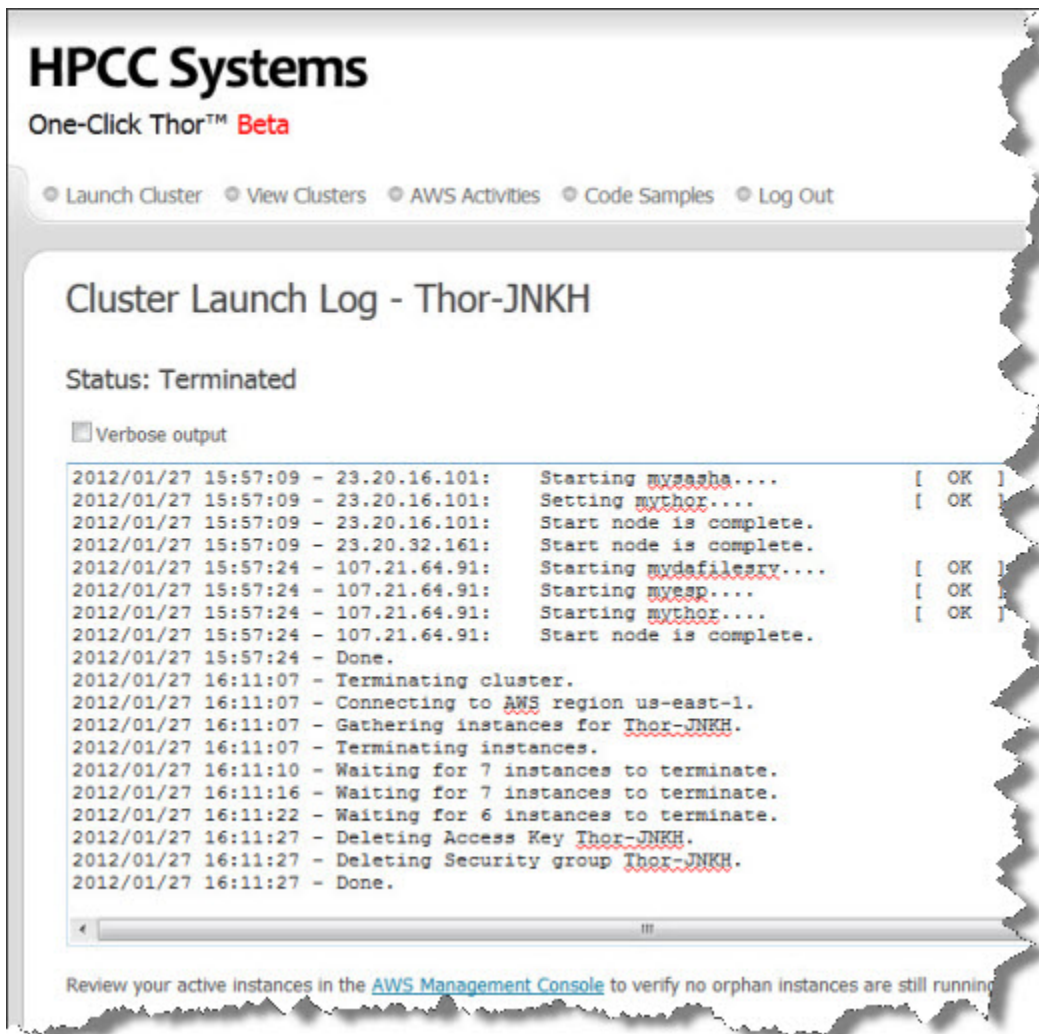 HPCC Systems
One-Click Thor™ Beta
Launch Cluster View Clusters AWS Activities Code Samples Log Out
Cluster Launch Log - Thor-JNKH
Status: Terminated
Verbose output
2012/01/27 15:57:09 - 23.20.16.101: Starting mysasha.... [ OK ]
2012/01/27 15:57:09 - 23.20.16.101: Setting mythor.... [ OK ]
2012/01/27 15:57:09 - 23.20.16.101: Start node is complete.
2012/01/27 15:57:09 - 23.20.32.161: Start node is complete.
2012/01/27 15:57:24 - 107.21.64.91: Starting mydafilesrv.... [ OK ]
2012/01/27 15:57:24 - 107.21.64.91: Starting myesp.... [ OK ]
2012/01/27 15:57:24 - 107.21.64.91: Starting mythor.... [ OK ]
2012/01/27 15:57:24 - 107.21.64.91: Start node is complete.
2012/01/27 15:57:24 - Done.
2012/01/27 16:11:07 - Terminating cluster.
2012/01/27 16:11:07 - Connecting to AWS region us-east-1.
2012/01/27 16:11:07 - Gathering instances for Thor-JNKH.
2012/01/27 16:11:07 - Terminating instances.
2012/01/27 16:11:10 - Waiting for 7 instances to terminate.
2012/01/27 16:11:16 - Waiting for 7 instances to terminate.
2012/01/27 16:11:22 - Waiting for 6 instances to terminate.
2012/01/27 16:11:27 - Deleting Access Key Thor-JNKH.
2012/01/27 16:11:27 - Deleting Security group Thor-JNKH.
2012/01/27 16:11:27 - Done.
Review your active instances in the AWS Management Console to verify no orphan instances are still running